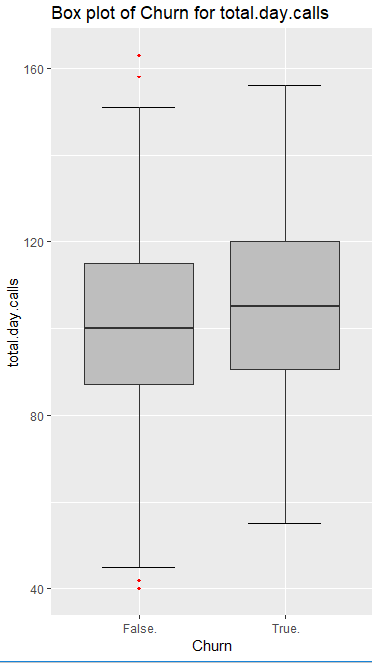 Box plot of Churn for total.day.calls
160
120
80
40
total.day.calls
False.
True.
Churn